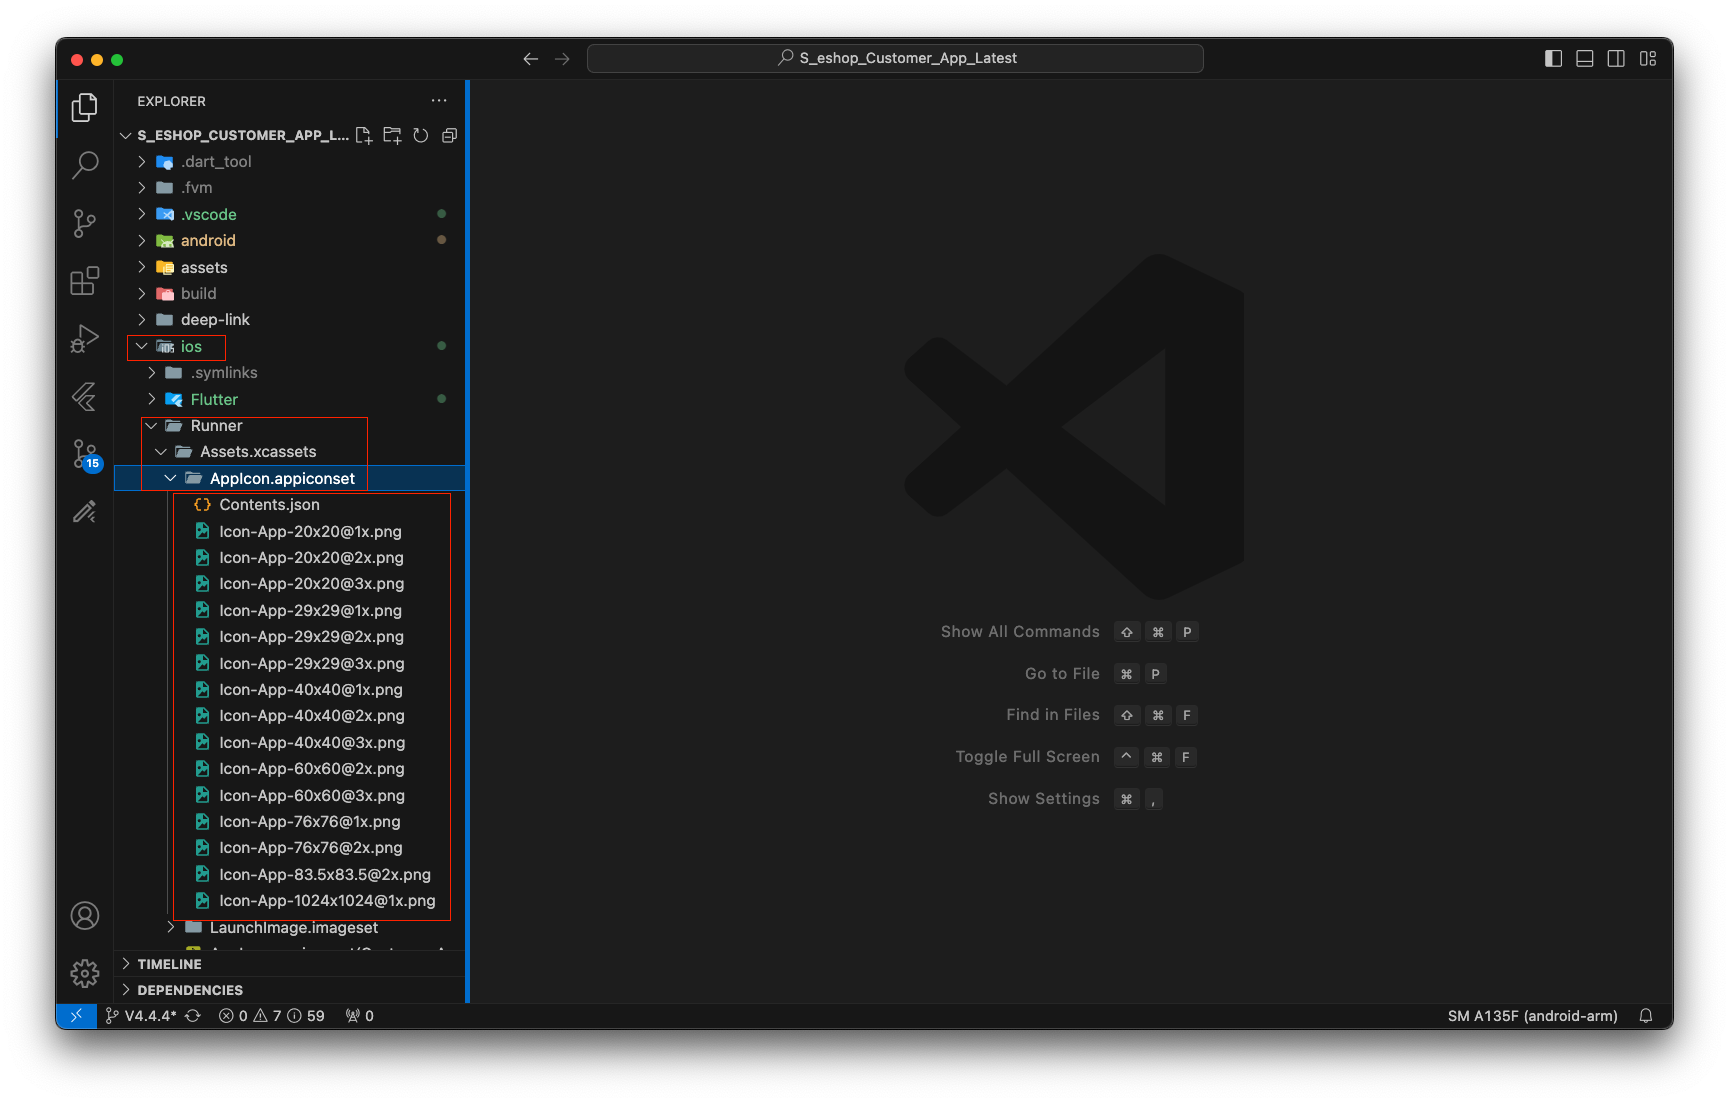 S_eshop_Customer_App_Latest
EXPLORER
S_ESHOP_CUSTOMER_APP_L...
.dart_tool
.fvm
.vscode
android
assets
build
deep-link
ios
.symlinks
Flutter
Runner
Assets.xcassets
AppIcon.appiconset
Contents.json
Icon-App-20x20@1x.png
Icon-App-20x20@2x.png
Icon-App-20x20@3x.png
Icon-App-29x29@1x.png
Icon-App-29x29@2x.png
Icon-App-29x29@3x.png
Icon-App-40x40@1x.png
Icon-App-40x40@2x.png
Icon-App-40x40@3x.png
Icon-App-60x60@2x.png
Icon-App-60x60@3x.png
Icon-App-76x76@1x.png
Icon-App-76x76@2x.png
Icon-App-83.5x83.5@2x.png
Icon-App-1024x1024@1x.png
LaunchImage.imageset
TIMELINE
DEPENDENCIES
15
Show All Commands ⇧ ⌘ P
Go to File ⌘ P
Find in Files ⇧ ⌘ F
Toggle Full Screen ^ ⌘ F
Show Settings ⌘ ,
V4.4.4* 0 7 59 0
SM A135F (android-arm)